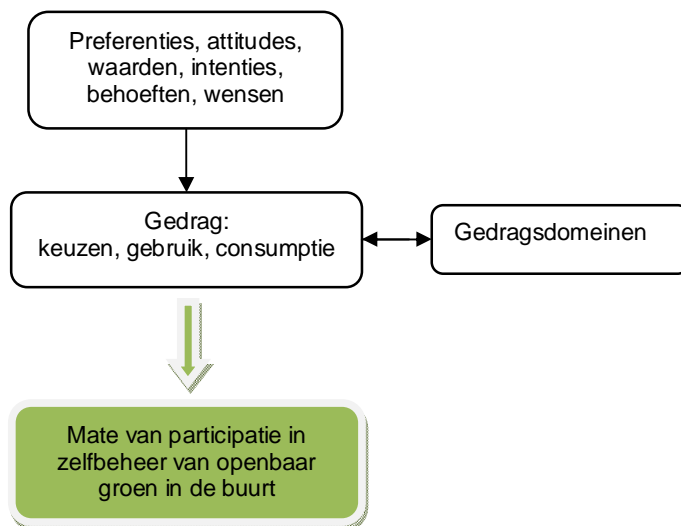 Preferenties, attitudes,
waarden, intenties,
behoeften, wensen
Gedrag:
keuzen, gebruik, consumptie
Gedragsdomeinen
Mate van participatie in
zelfbeheer van openbaar
groen in de buurt